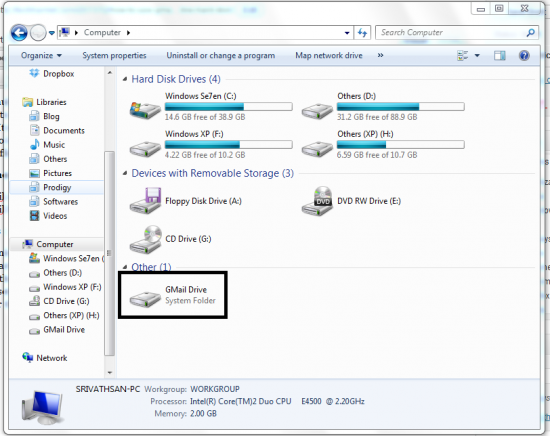 Computer
Search Computer
Organize
System properties
Uninstall or change a program
Map network drive
»
Dropbox
Libraries
Blog
Documents
Music
Others
Pictures
Prodigy
Softwares
Videos
Computer
Windows Se7en (
Others (D:)
Windows XP (F:)
CD Drive (G:)
Others (XP) (H:)
GMail Drive
Network
Hard Disk Drives (4)
Windows Se7en (C:)
14.6 GB free of 38.9 GB
Others (D:)
31.2 GB free of 88.9 GB
Windows XP (F:)
4.22 GB free of 10.2 GB
Others (XP) (H:)
6.59 GB free of 10.7 GB
Devices with Removable Storage (3)
Floppy Disk Drive (A:)
DVD
DVD RW Drive (E:)
CD Drive (G:)
Other (1)
GMail Drive
System Folder
SRIVATHSAN-PC Workgroup: WORKGROUP
Processor: Intel(R) Core(TM)2 Duo CPU E4500 @ 2.20GHz
Memory: 2.00 GB